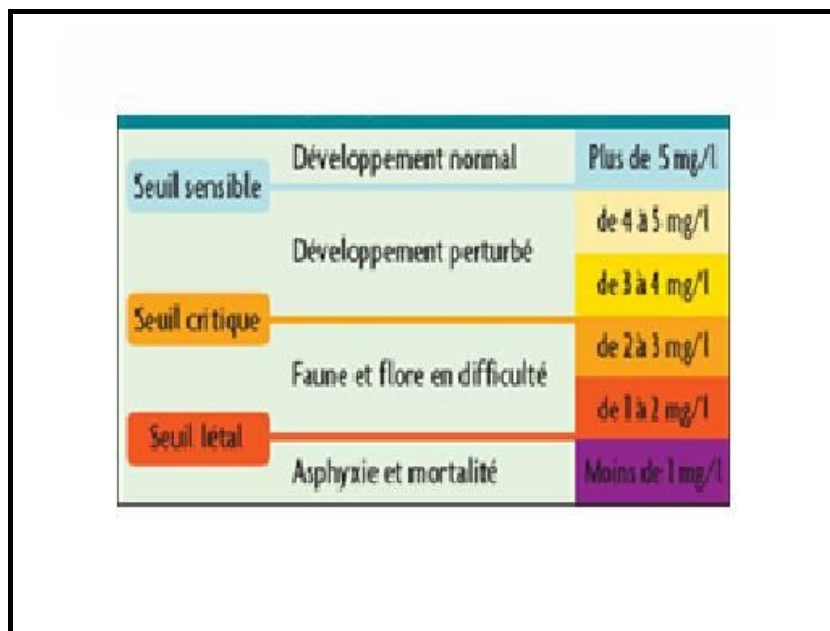 Développement normal Plus de 5 mg/l
Seuil sensible
de 4 à 5 mg/l
Développement perturbé
de 3 à 4 mg/l
Seuil critique
de 2 à 3 mg/l
Faune et flore en difficulté
de 1 à 2 mg/l
Seuil létal
Asphyxie et mortalité Moins de 1 mg/l